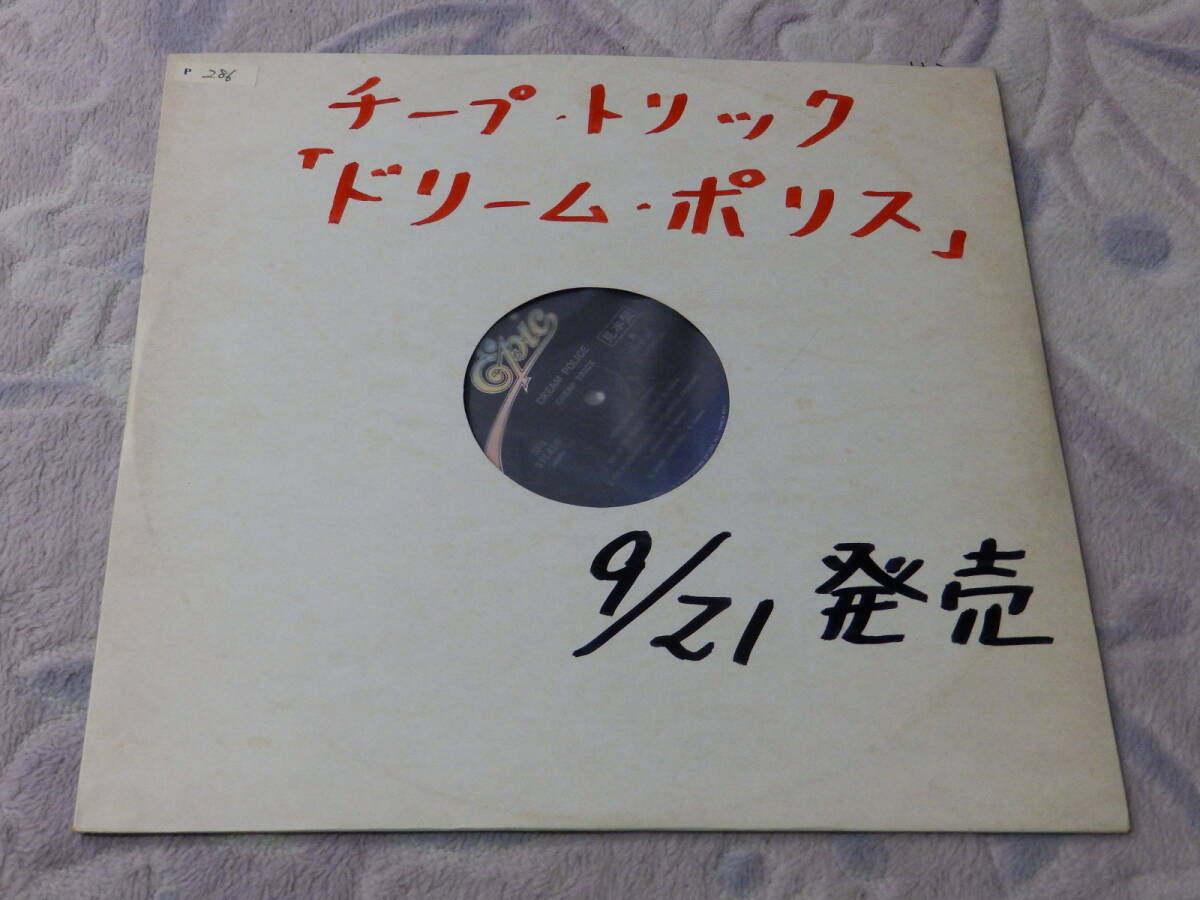 P 286
チープ・トリック
「ドリーム・ポリス」
Epic
DREAM POLICE
CHEAP TRICK
STEREO
9/21 発売